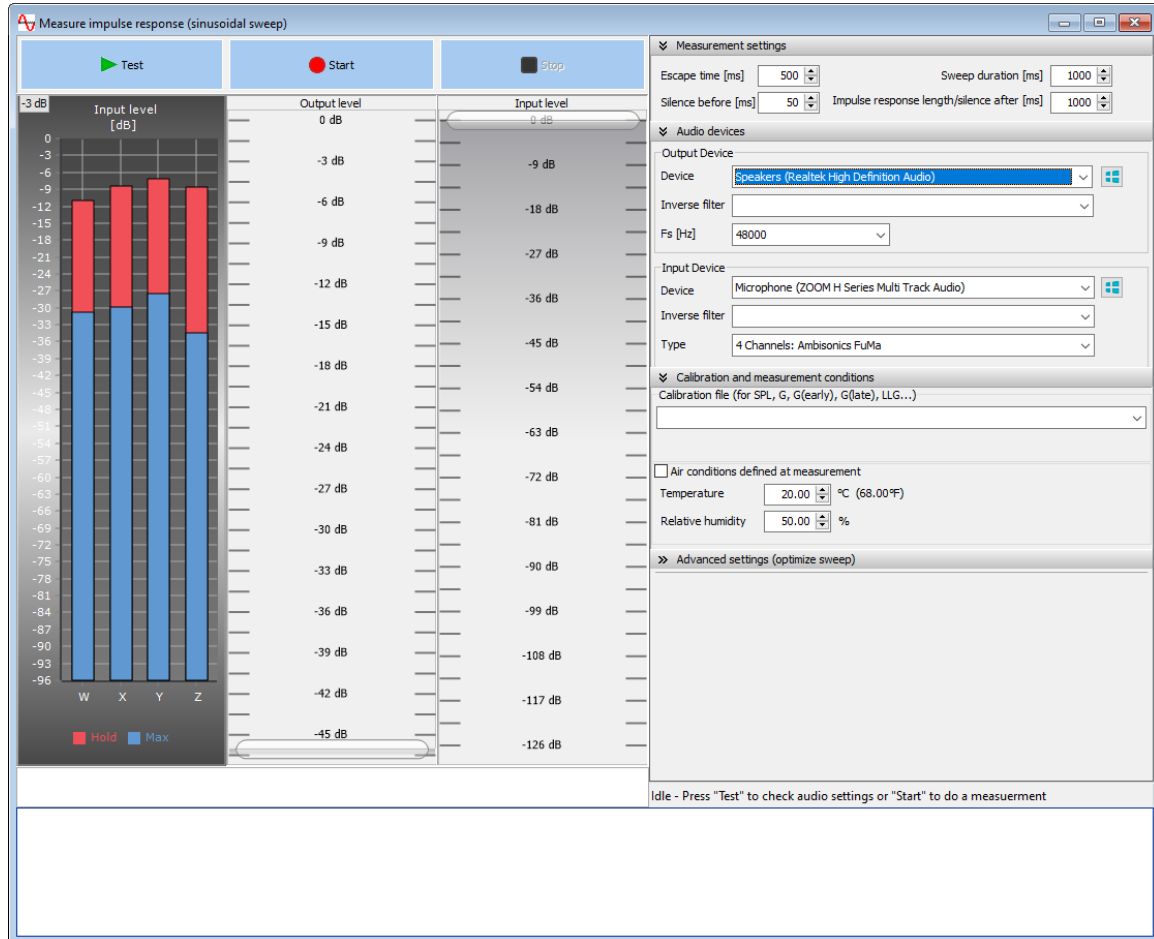 Measure impulse response (sinusoidal sweep)
Test
Start
Stop
-3 dB
Input level
[dB]
0
-3
-6
-9
-12
-15
-18
-21
-24
-27
-30
-33
-36
-39
-42
-45
-48
-51
-54
-57
-60
-63
-66
-69
-72
-75
-78
-81
-84
-87
-90
-93
-96
W X Y Z
Hold Max
Output level
0 dB
-3 dB
-6 dB
-9 dB
-12 dB
-15 dB
-18 dB
-21 dB
-24 dB
-27 dB
-30 dB
-33 dB
-36 dB
-39 dB
-42 dB
-45 dB
Input level
0 dB
-9 dB
-18 dB
-27 dB
-36 dB
-45 dB
-54 dB
-63 dB
-72 dB
-81 dB
-90 dB
-99 dB
-108 dB
-117 dB
-126 dB
Measurement settings
Escape time [ms] 500 Sweep duration [ms] 1000
Silence before [ms] 50 Impulse response length/silence after [ms] 1000
Audio devices
Output Device
Device Speakers (Realtek High Definition Audio)
Inverse filter
Fs [Hz] 48000
Input Device
Device Microphone (ZOOM H Series Multi Track Audio)
Inverse filter
Type 4 Channels: Ambisonics FuMa
Calibration and measurement conditions
Calibration file (for SPL, G, G(early), G(late), LLG...)
Air conditions defined at measurement
Temperature 20.00 ºC (68.00ºF)
Relative humidity 50.00 %
Advanced settings (optimize sweep)
Idle - Press "Test" to check audio settings or "Start" to do a measuerment